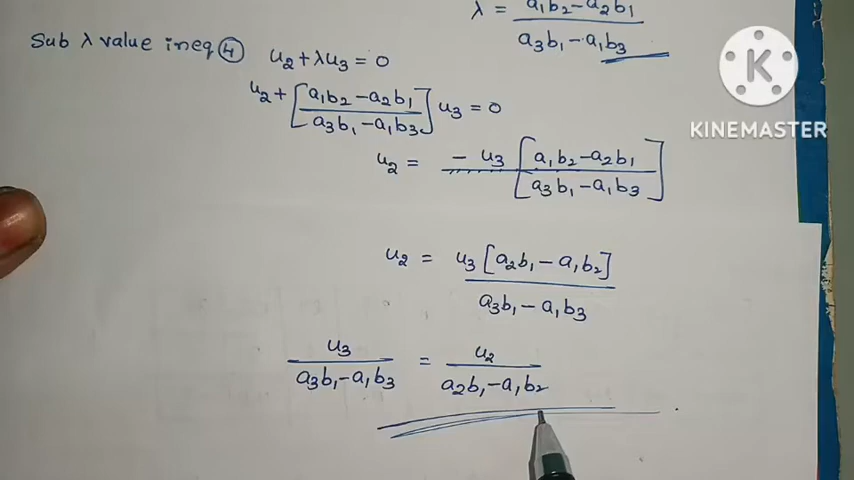 λ = a₁b₂-a₂b₁ / a₃b₁-a₁b₃
Sub λ value in eq ④ u₂+λu₃ = 0
u₂+[a₁b₂-a₂b₁ / a₃b₁-a₁b₃] u₃ = 0
u₂ = -u₃ [a₁b₂-a₂b₁ / a₃b₁-a₁b₃]
u₂ = u₃[a₂b₁-a₁b₂] / a₃b₁-a₁b₃
u₃ / a₃b₁-a₁b₃ = u₂ / a₂b₁-a₁b₂
K
KINEMASTER